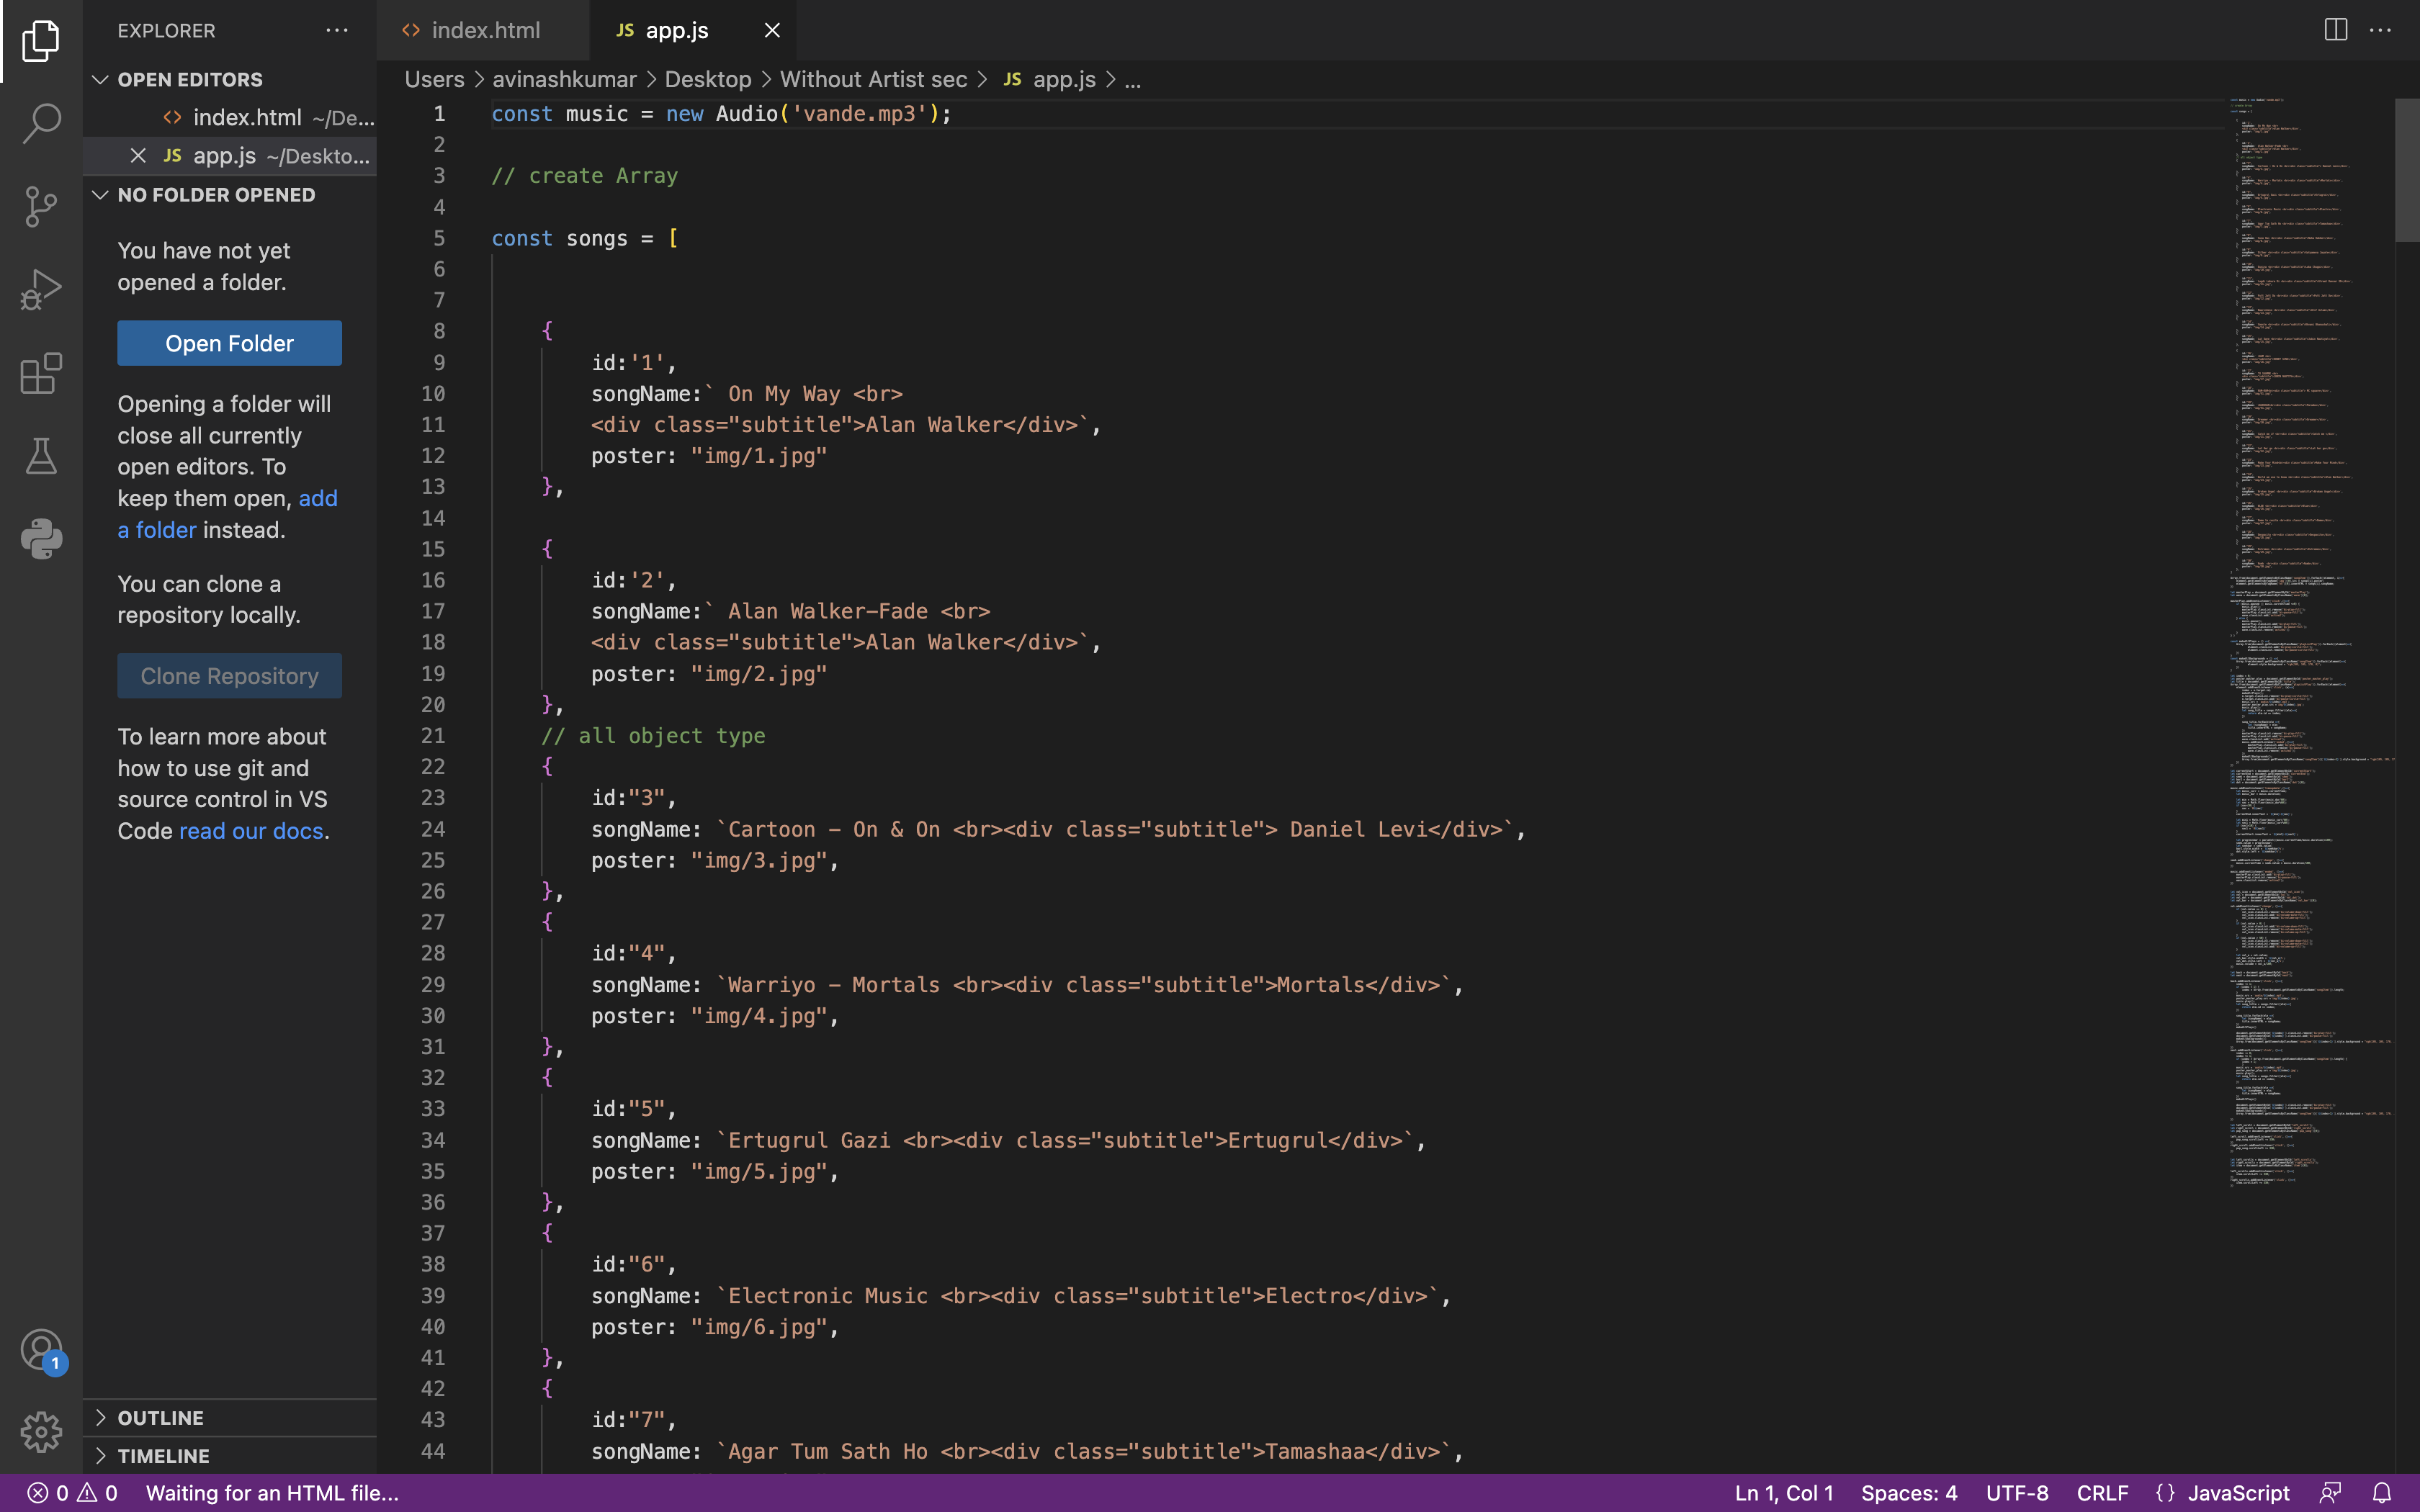 EXPLORER
OPEN EDITORS
index.html ~/De...
JS app.js ~/Deskto...
NO FOLDER OPENED
You have not yet
opened a folder.
Open Folder
Opening a folder will
close all currently
open editors. To
keep them open, add
a folder instead.
You can clone a
repository locally.
Clone Repository
To learn more about
how to use git and
source control in VS
Code read our docs.
1
OUTLINE
TIMELINE
index.html
JS app.js
Users > avinashkumar > Desktop > Without Artist sec > JS app.js > ...
1 const music = new Audio('vande.mp3');
2
3 // create Array
4
5 const songs = [
6
7
8 {
9 id:'1',
10 songName:` On My Way <br>
11 <div class="subtitle">Alan Walker</div>`,
12 poster: "img/1.jpg"
13 },
14
15 {
16 id:'2',
17 songName:` Alan Walker-Fade <br>
18 <div class="subtitle">Alan Walker</div>`,
19 poster: "img/2.jpg"
20 },
21 // all object type
22 {
23 id:"3",
24 songName: `Cartoon - On & On <br><div class="subtitle"> Daniel Levi</div>`,
25 poster: "img/3.jpg",
26 },
27 {
28 id:"4",
29 songName: `Warriyo - Mortals <br><div class="subtitle">Mortals</div>`,
30 poster: "img/4.jpg",
31 },
32 {
33 id:"5",
34 songName: `Ertugrul Gazi <br><div class="subtitle">Ertugrul</div>`,
35 poster: "img/5.jpg",
36 },
37 {
38 id:"6",
39 songName: `Electronic Music <br><div class="subtitle">Electro</div>`,
40 poster: "img/6.jpg",
41 },
42 {
43 id:"7",
44 songName: `Agar Tum Sath Ho <br><div class="subtitle">Tamashaa</div>`,
0 0 Waiting for an HTML file...
Ln 1, Col 1 Spaces: 4 UTF-8 CRLF {} JavaScript